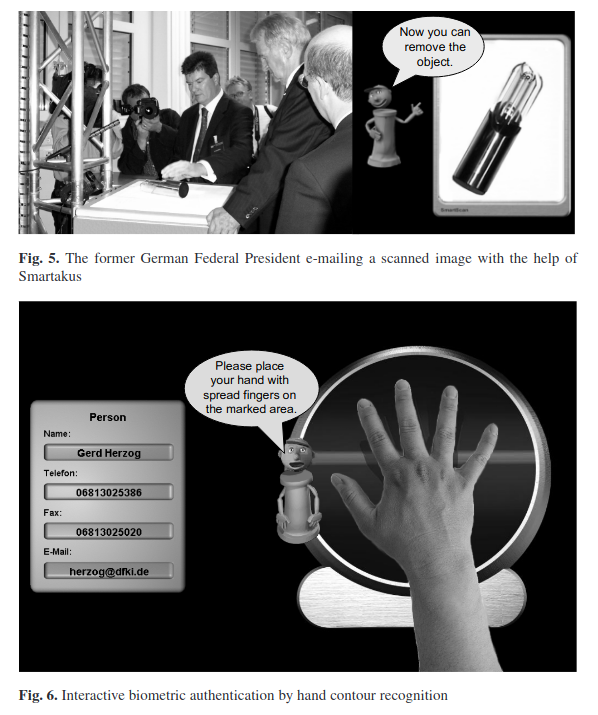 Now you can
remove the
object.
SmartScan
Fig. 5. The former German Federal President e-mailing a scanned image with the help of
Smartakus
Please place
your hand with
spread fingers on
the marked area.
Person
Name:
Gerd Herzog
Telefon:
06813025386
Fax:
06813025020
E-Mail:
herzog@dfki.de
Fig. 6. Interactive biometric authentication by hand contour recognition